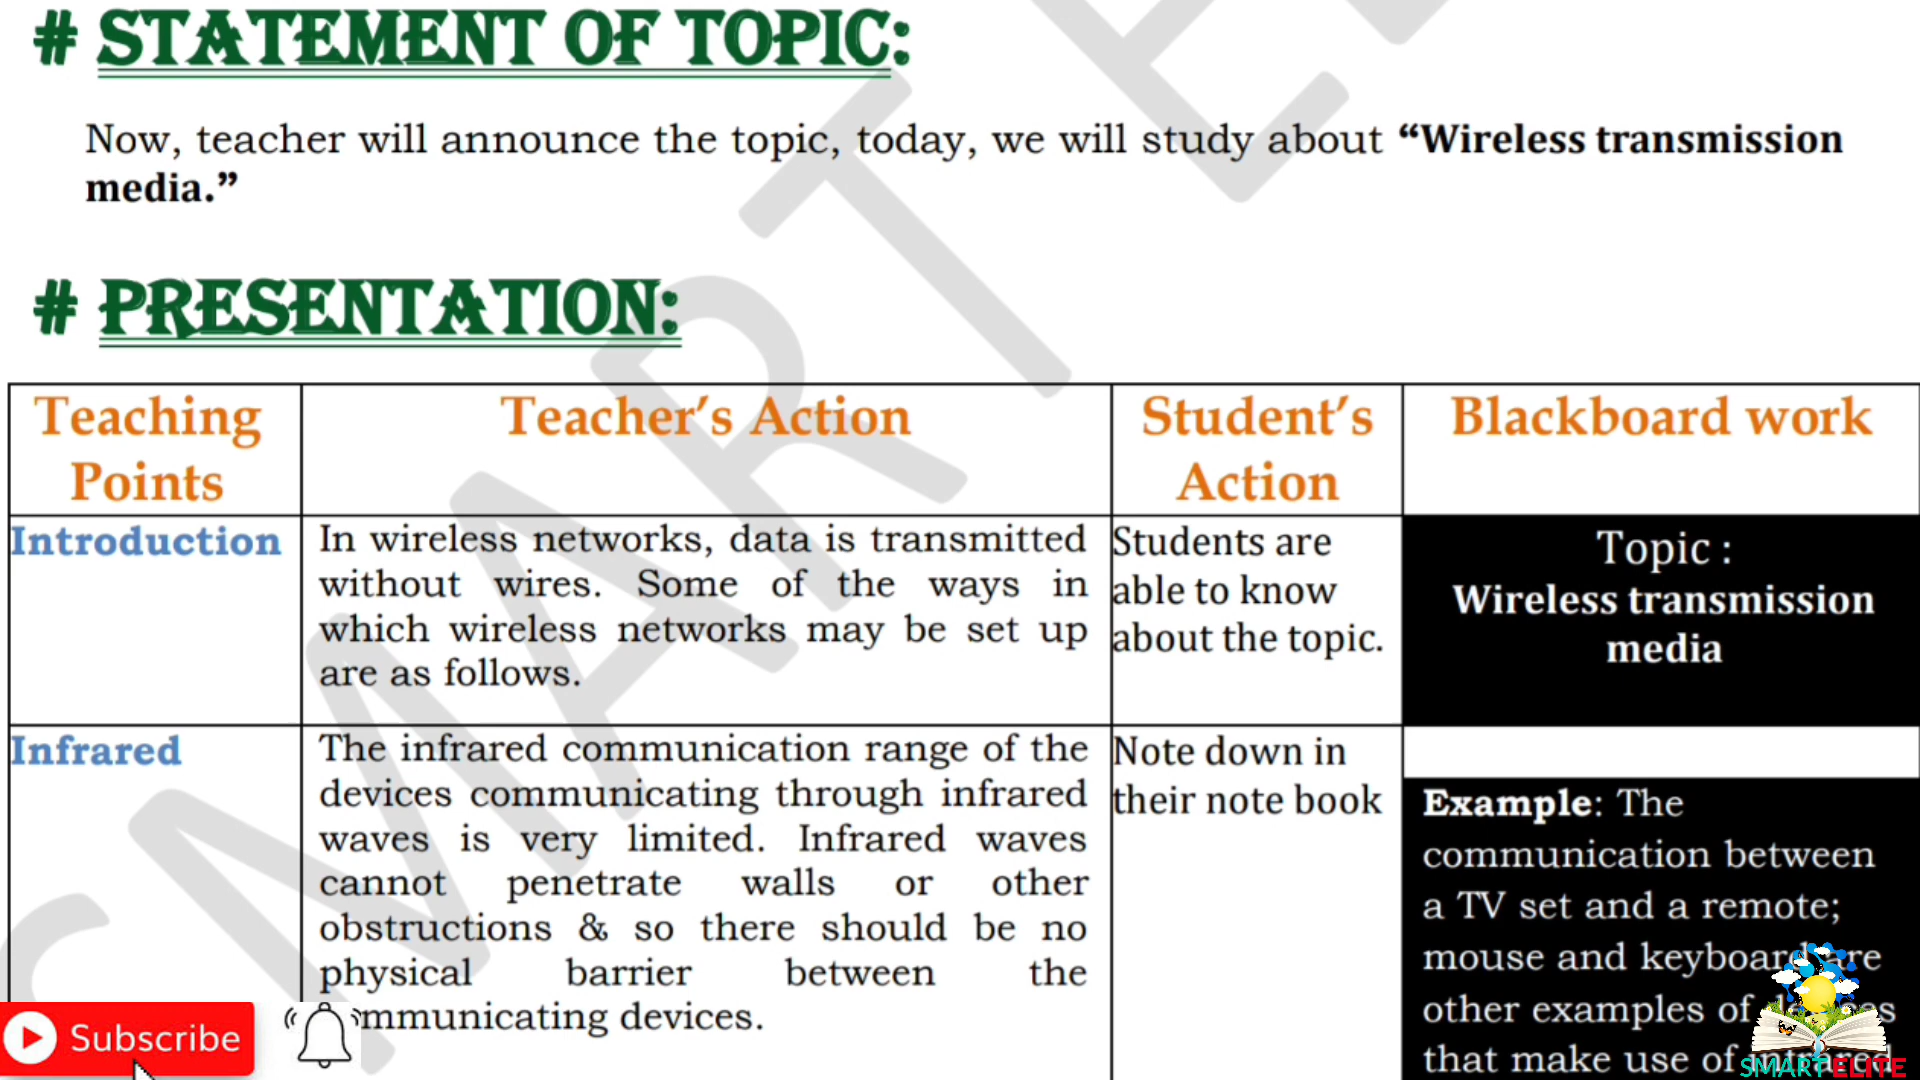 # STATEMENT OF TOPIC:
Now, teacher will announce the topic, today, we will study about “Wireless transmission
media.”
# PRESENTATION:
Teaching
Points
Teacher’s Action
Student’s
Action
Blackboard work
Introduction
In wireless networks, data is transmitted
without wires. Some of the ways in
which wireless networks may be set up
are as follows.
Students are
able to know
about the topic.
Topic :
Wireless transmission
media
Infrared
The infrared communication range of the
devices communicating through infrared
waves is very limited. Infrared waves
cannot penetrate walls or other
obstructions & so there should be no
physical barrier between the
mmunicating devices.
Note down in
their note book
Example: The
communication between
a TV set and a remote;
mouse and keyboard are
other examples of
that make use of infrared
Subscribe
SMART ELITE
SMART E